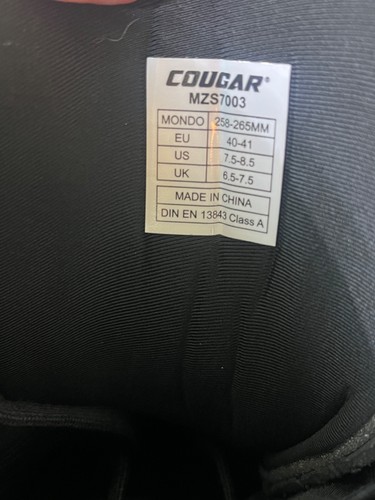 COUGAR®
MZS7003
MONDO 258-265MM
EU 40-41
US 7.5-8.5
UK 6.5-7.5
MADE IN CHINA
DIN EN 13843 Class A